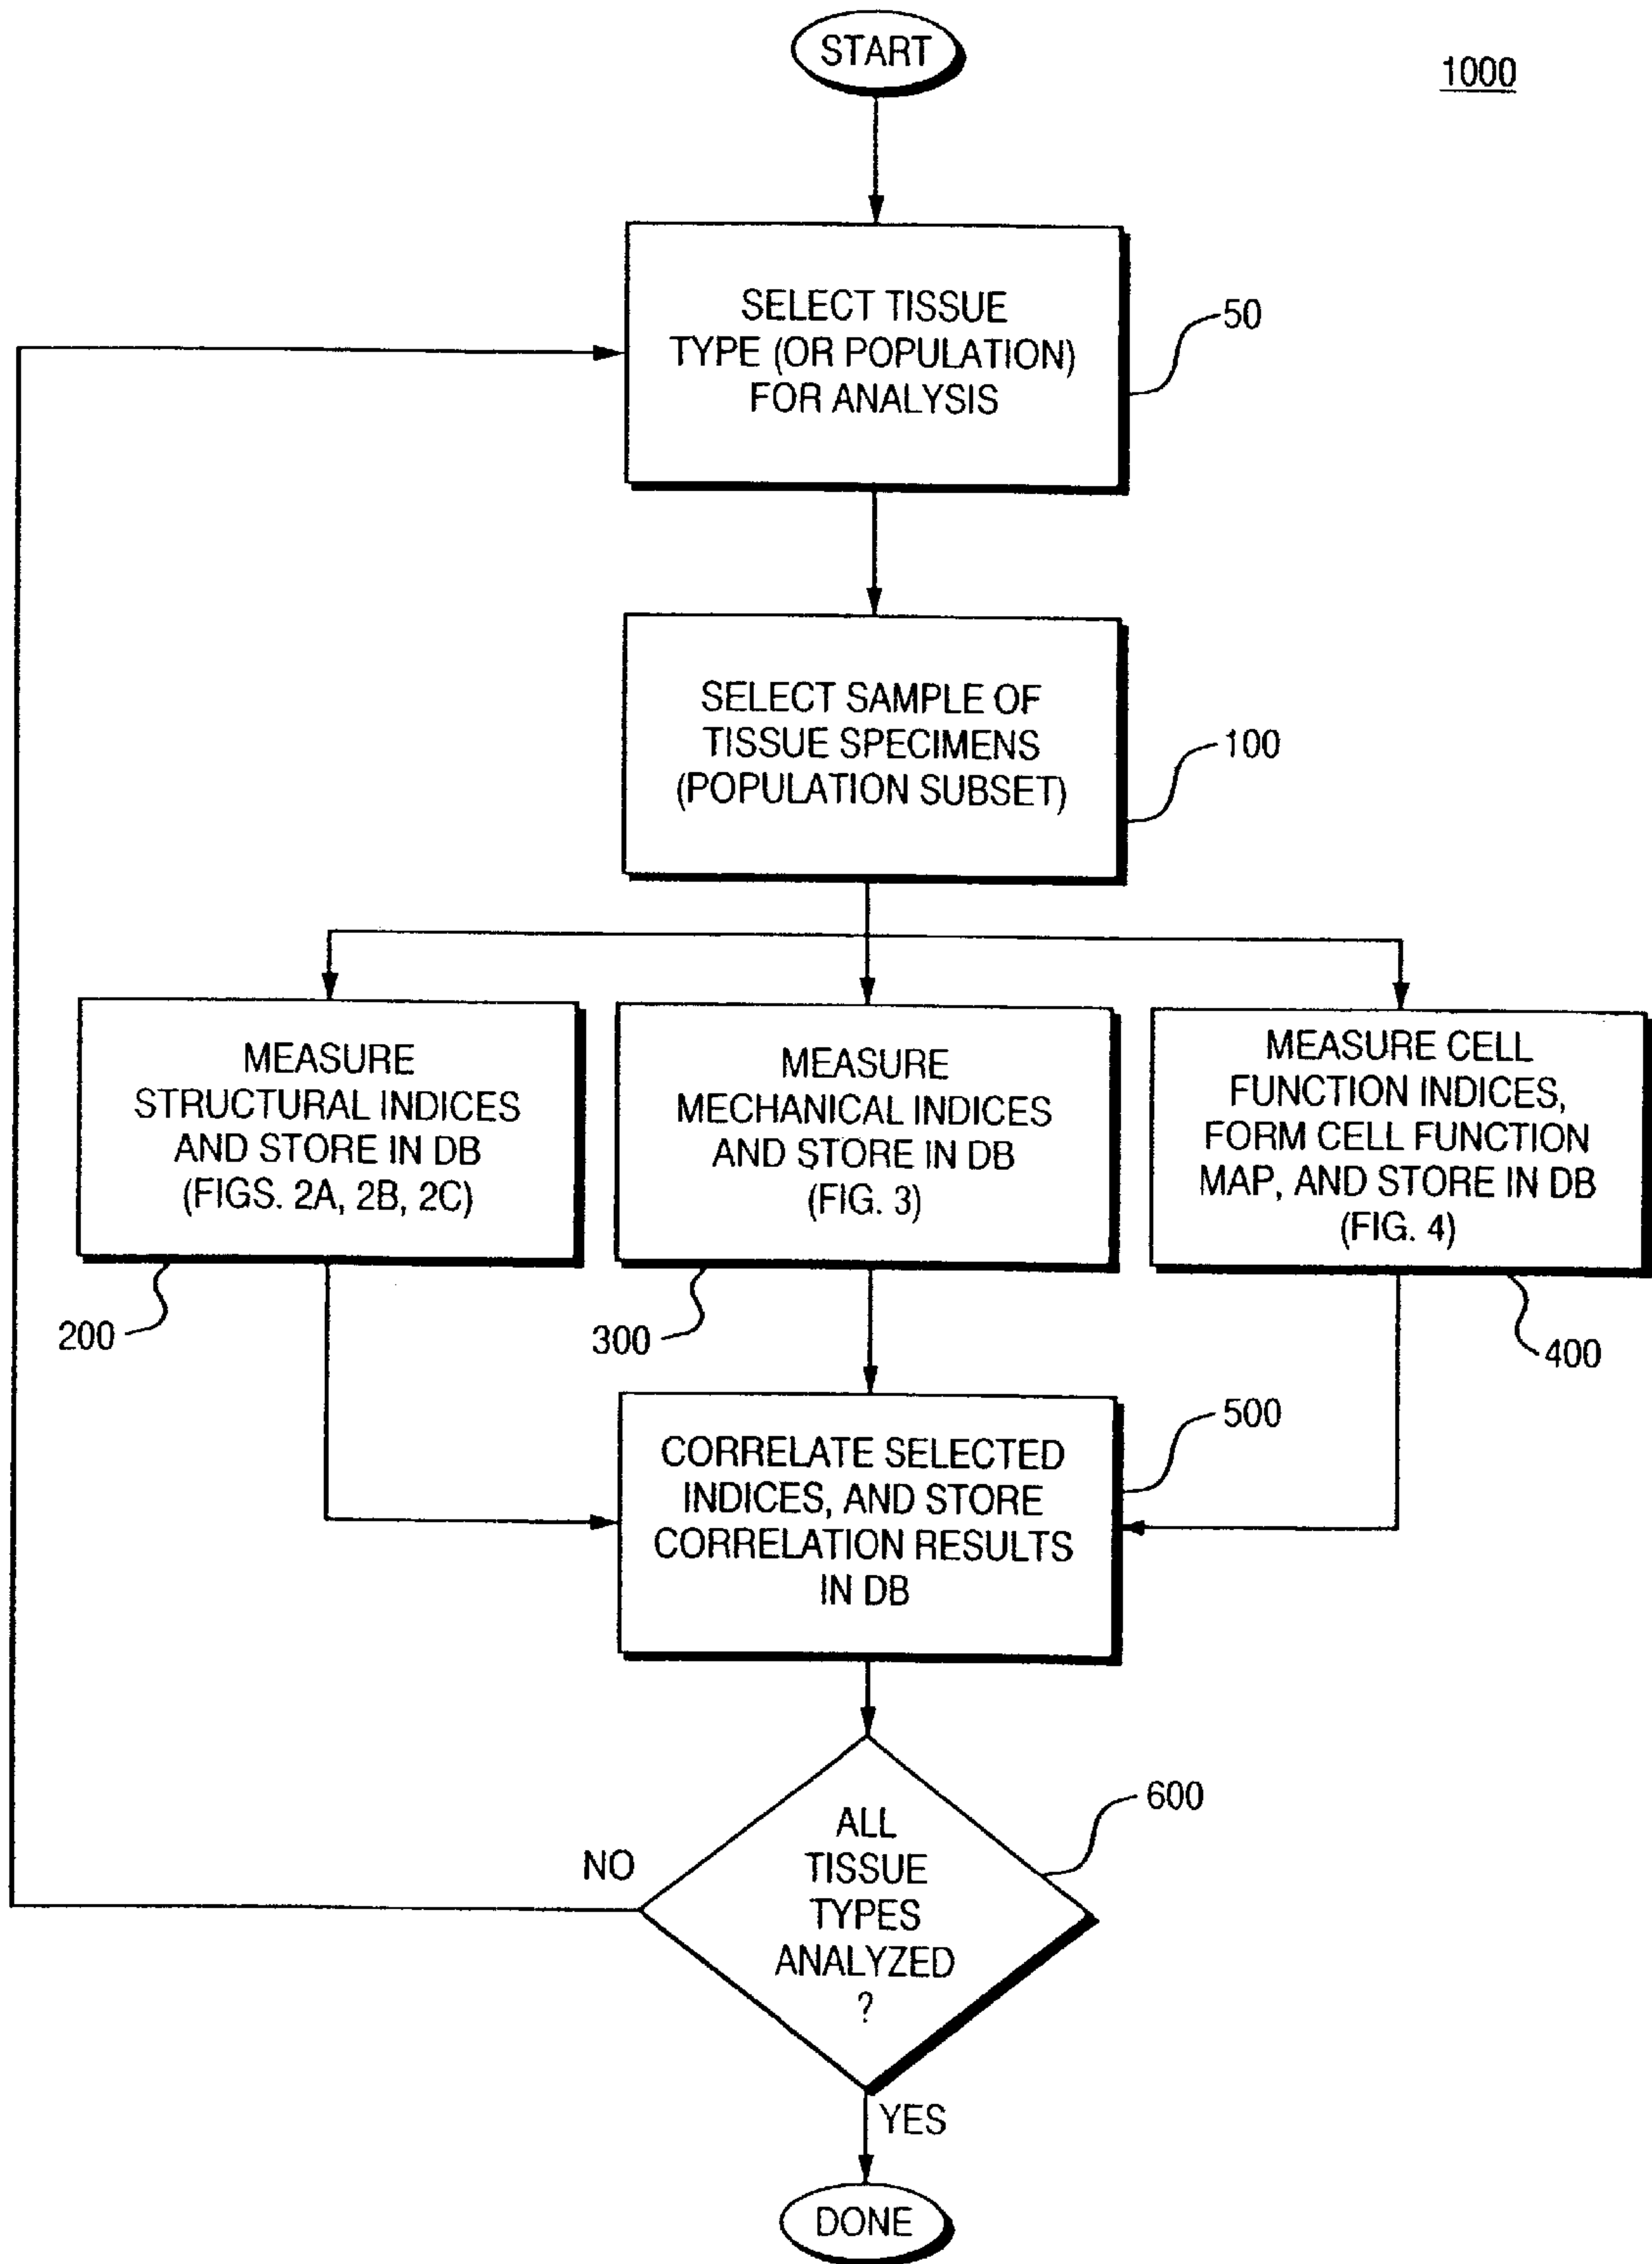 START
1000
SELECT TISSUE
TYPE (OR POPULATION)
FOR ANALYSIS
50
SELECT SAMPLE OF
TISSUE SPECIMENS
(POPULATION SUBSET)
100
MEASURE
STRUCTURAL INDICES
AND STORE IN DB
(FIGS. 2A, 2B, 2C)
200
MEASURE
MECHANICAL INDICES
AND STORE IN DB
(FIG. 3)
300
MEASURE CELL
FUNCTION INDICES,
FORM CELL FUNCTION
MAP, AND STORE IN DB
(FIG. 4)
400
CORRELATE SELECTED
INDICES, AND STORE
CORRELATION RESULTS
IN DB
500
ALL
TISSUE
TYPES
ANALYZED
?
600
NO
YES
DONE